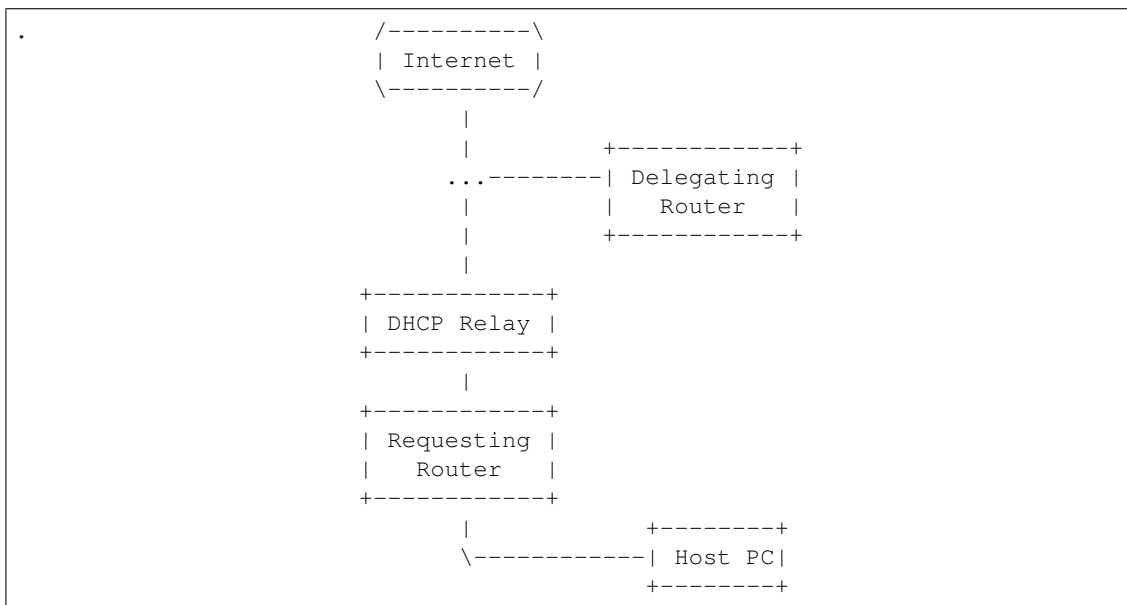 .                         /----------\
                          | Internet |
                          \----------/
                                |
                                |         +------------+
                               ...--------| Delegating |
                                |         |   Router   |
                                |         +------------+
                                |
                         +------------+
                         | DHCP Relay |
                         +------------+
                                |
                         +------------+
                         | Requesting |
                         |   Router   |
                         +------------+
                                |            +--------+
                                \------------| Host PC|
                                             +--------+